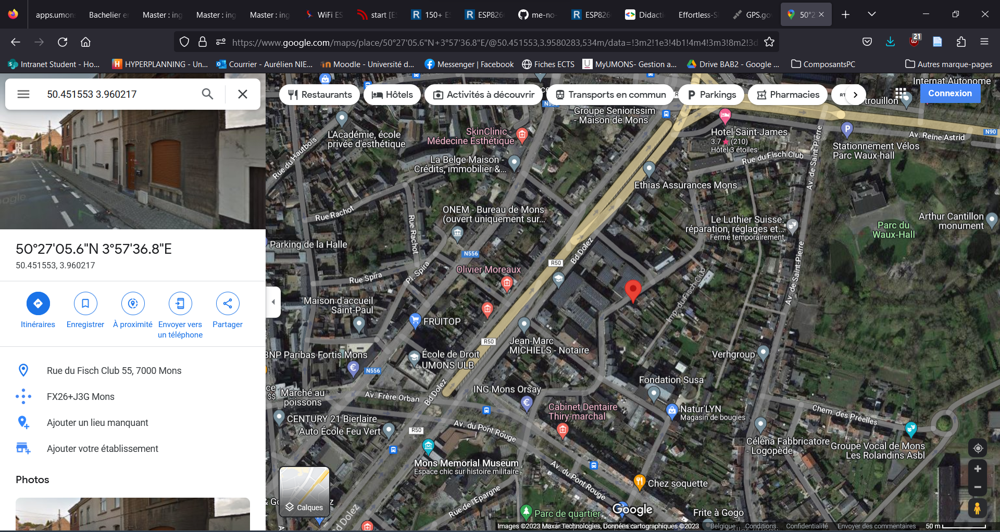 apps.umons
Bachelier en
Master : ing
Master : ing
Master : ing
WiFi ES
start [ES
150+ ES
ESP826
me-no-
ESP826
Didacti
Effortless-S
GPS.go
50°2
https://www.google.com/maps/place/50°27'05.6"N+3°57'36.8"E/@50.451553,3.9580283,534m/data=!3m2!1e3!4b1!4m4!3m3!8m2!3d
21
Intranet Student - Ho...
HYPERPLANNING - Un...
Courrier - Aurélien NIE...
Moodle - Université d...
Messenger | Facebook
Fiches ECTS
MyUMONS- Gestion a...
Drive BAB2 - Google ...
ComposantsPC
Autres marque-pages
50.451553 3.960217
Restaurants
Hôtels
Activités à découvrir
Transports en commun
Parkings
Pharmacies
Connexion
50°27'05.6"N 3°57'36.8"E
50.451553, 3.960217
Itinéraires
Enregistrer
À proximité
Envoyer vers
un téléphone
Partager
Rue du Fisch Club 55, 7000 Mons
FX26+J3G Mons
Ajouter un lieu manquant
Ajouter votre établissement
Photos
Internat Autonome
trouillon
Groupe Seniorissim
- Maison de Mons
L'Académie, école
privée d'esthétique
SkinClinic -
Médecine Esthétique
Hotel Saint-James
3.7★ (210)
Hôtel 3 étoiles
N90
Av. Reine Astrid
Stationnement Vélos
Parc Waux-hall
Rue du Hautbois
La Belge Maison -
Crédits, immobilier &...
Rue du Fisch Club
Av. de Saint-Pierre
Ethias Assurances Mons
Rue Rachot
Rue Rachot
ONEM - Bureau de Mons
(ouvert uniquement sur...
Le Luthier Suisse:
réparation, réglages et...
Fermé temporairement
Arthur Cantillon
monument
Parc du
Waux-Hall
Parking de la Halle
N556
Bd Dolez
R50
Olivier Moreaux
Rue Spira
Pl. Spira
Av. de Saint-Pierre
Imp. du Fisch Club
Maison d'accueil
Saint-Paul
FRUITOP
R50
Jean-Marc
MICHIELS - Notaire
BNP Paribas Fortis Mons
École de Droit
UMONS ULB
N556
Verhgroup
Fondation Susa
Marché au
poissons
$$
Av. Frère Orban
Bd Dolez
ING Mons Orsay
Cabinet Dentaire
Thiry-marchal
Natur'LYN
Magasin de bougies
Chem. des Préelles
CENTURY 21 Bierlaire
Auto École Feu Vert
R50
Av. du Pont Rouge
Céléna Fabbricatore
- Logopède
Groupe Vocal de Mons
Les Rolandins Asbl
Mons Memorial Museum
Espace chic sur histoire militaire
Av. du Pont Rouge
Chez soquette
Rue de l'Epargne
Bd Dolez
Calques
Parc de quartier
Google
Frite à Gogo
Images ©2023 Maxar Technologies, Données cartographiques ©2023
Belgique
Conditions
Confidentialité
Envoyer des commentaires
50 m